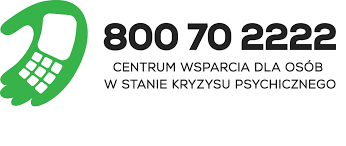 800 70 2222
CENTRUM WSPARCIA DLA OSÓB
W STANIE KRYZYSU PSYCHICZNEGO